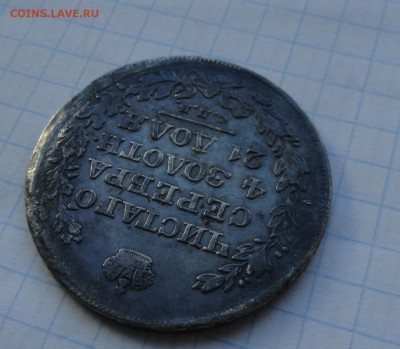 COINS.LAVE.RU
ЧИСТАГО
СЕРЕБРА
4 ЗОЛОТН.
21 ДОЛЯ